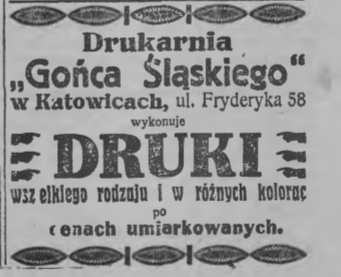 Drukarnia
„Gońca Śląskiego“
w Katowicach, ul. Fryderyka 58
wykonuje
DRUKI
wszelkiego rodzaju i w różnych kolorac
po
cenach umiarkowanych.